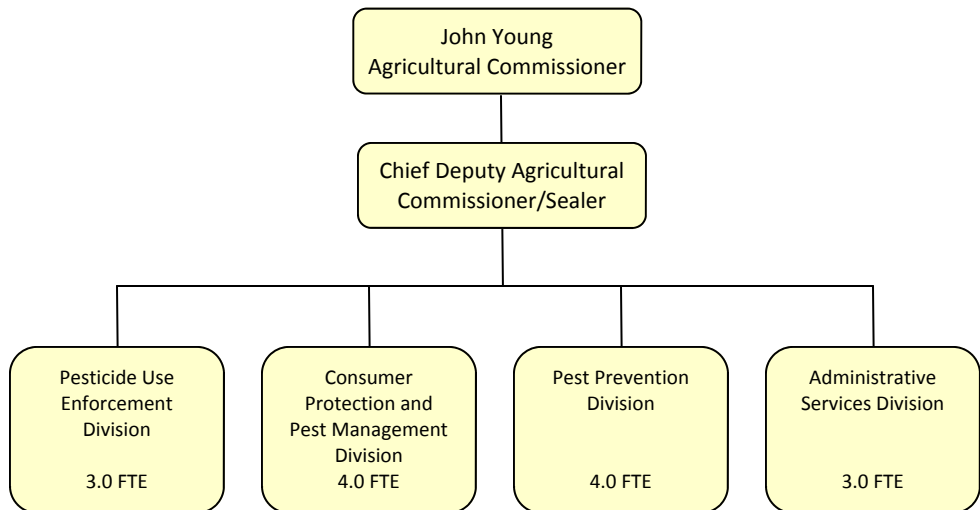 John Young
Agricultural Commissioner
Chief Deputy Agricultural
Commissioner/Sealer
Pesticide Use
Enforcement
Division
3.0 FTE
Consumer
Protection and
Pest Management
Division
4.0 FTE
Pest Prevention
Division
4.0 FTE
Administrative
Services Division
3.0 FTE